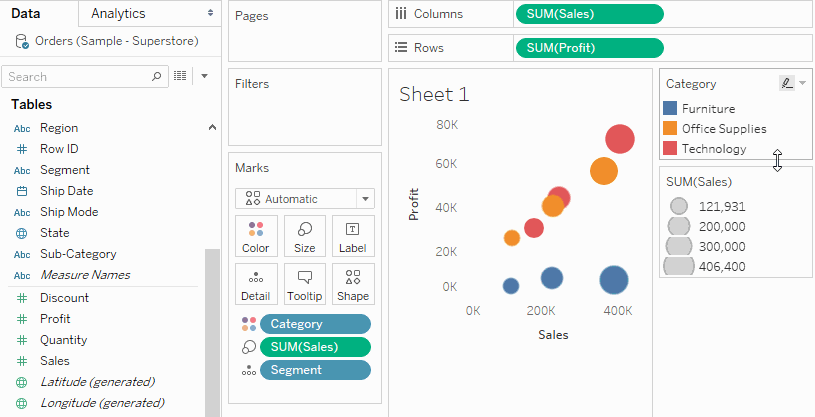 Data
Analytics
Orders (Sample - Superstore)
Search
Tables
Abc Region
# Row ID
Abc Segment
Ship Date
Abc Ship Mode
State
Abc Sub-Category
Abc Measure Names
# Discount
# Profit
# Quantity
# Sales
Latitude (generated)
Longitude (generated)
Pages
Filters
Marks
Automatic
Color
Size
Label
Detail
Tooltip
Shape
Category
SUM(Sales)
Segment
Columns
SUM(Sales)
Rows
SUM(Profit)
Sheet 1
Profit
80K
60K
40K
20K
0K
0K
200K
400K
Sales
Category
Furniture
Office Supplies
Technology
SUM(Sales)
121,931
200,000
300,000
406,400